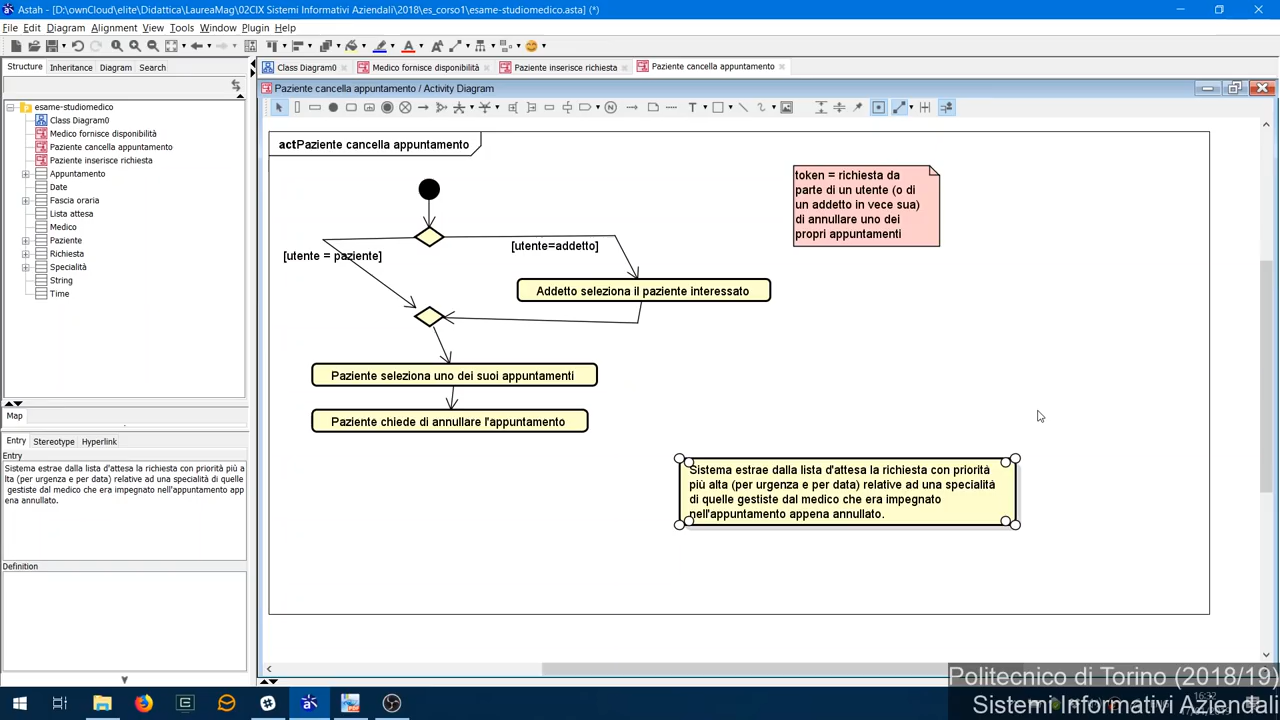 Astah - [D:\ownCloud\elite\Didattica\LaureaMag\02CIX Sistemi Informativi Aziendali\2018\es_corso1\esame-studiomedico.asta] (*)
File Edit Diagram Alignment View Tools Window Plugin Help
Structure Inheritance Diagram Search
Class Diagram0 Medico fornisce disponibilità Paziente inserisce richiesta Paziente cancella appuntamento
Paziente cancella appuntamento / Activity Diagram
esame-studiomedico
Class Diagram0
Medico fornisce disponibilità
Paziente cancella appuntamento
Paziente inserisce richiesta
Appuntamento
Date
Fascia oraria
Lista attesa
Medico
Paziente
Richiesta
Specialità
String
Time
Map
Entry Stereotype Hyperlink
Entry
Sistema estrae dalla lista d'attesa la richiesta con priorità più a
lta (per urgenza e per data) relative ad una specialità di quelle
gestiste dal medico che era impegnato nell'appuntamento app
ena annullato.
Definition
actPaziente cancella appuntamento
[utente = paziente]
[utente=addetto]
Addetto seleziona il paziente interessato
Paziente seleziona uno dei suoi appuntamenti
Paziente chiede di annullare l'appuntamento
token = richiesta da
parte di un utente (o di
un addetto in vece sua)
di annullare uno dei
propri appuntamenti
Sistema estrae dalla lista d'attesa la richiesta con priorità
più alta (per urgenza e per data) relative ad una specialità
di quelle gestiste dal medico che era impegnato
nell'appuntamento appena annullato.
Politecnico di Torino (2018/19)
Sistemi Informativi Aziendali
16:32